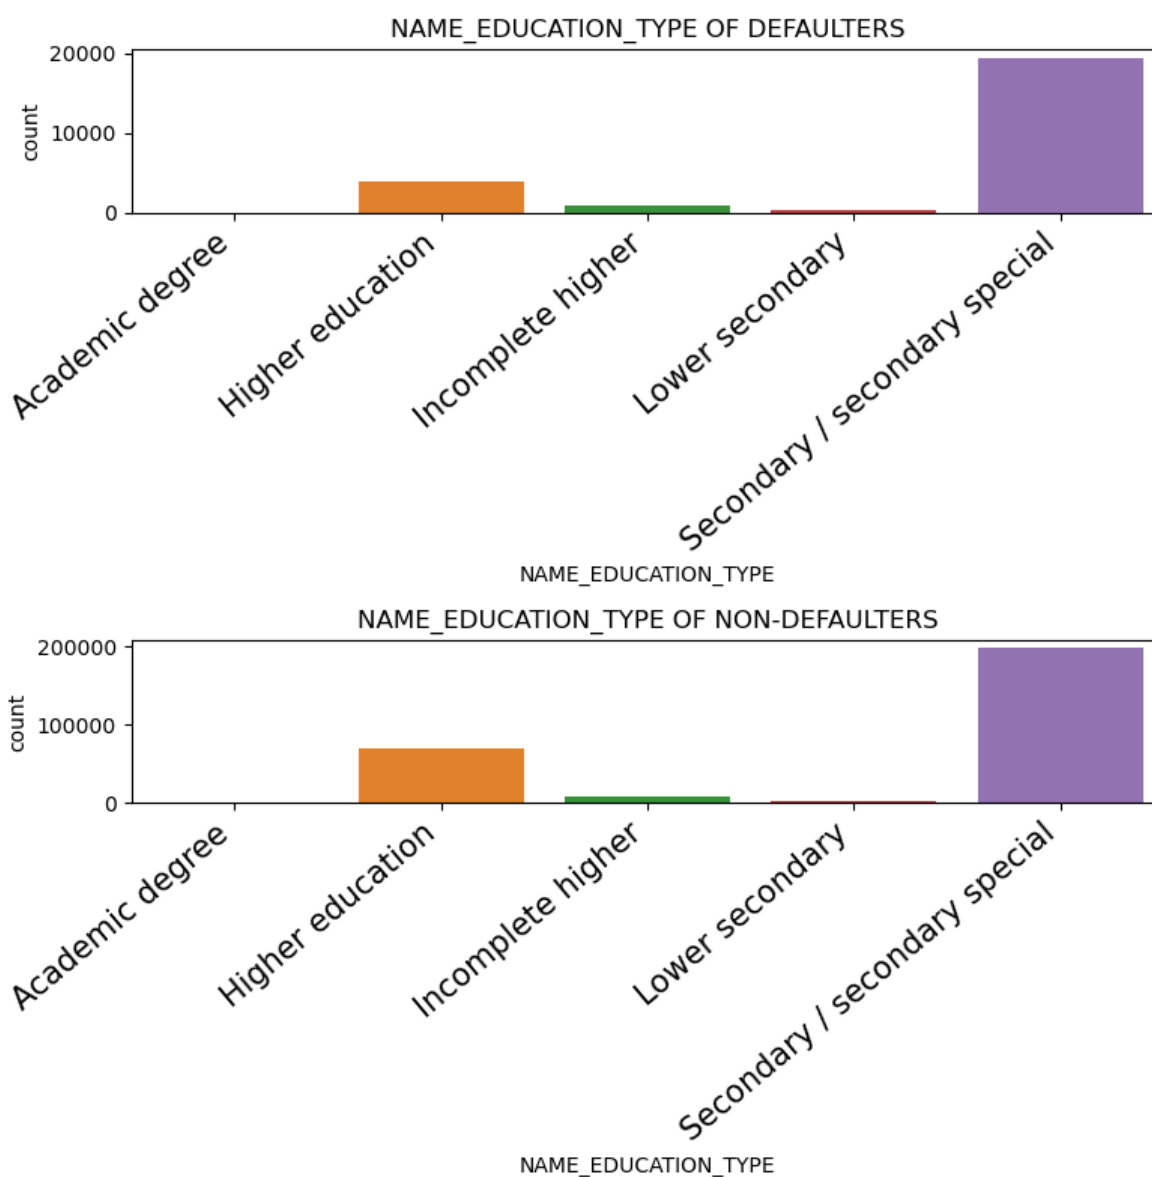 NAME_EDUCATION_TYPE OF DEFAULTERS
20000
10000
0
count
Academic degree
Higher education
Incomplete higher
Lower secondary
Secondary / secondary special
NAME_EDUCATION_TYPE
NAME_EDUCATION_TYPE OF NON-DEFAULTERS
200000
100000
0
count
Academic degree
Higher education
Incomplete higher
Lower secondary
Secondary / secondary special
NAME_EDUCATION_TYPE